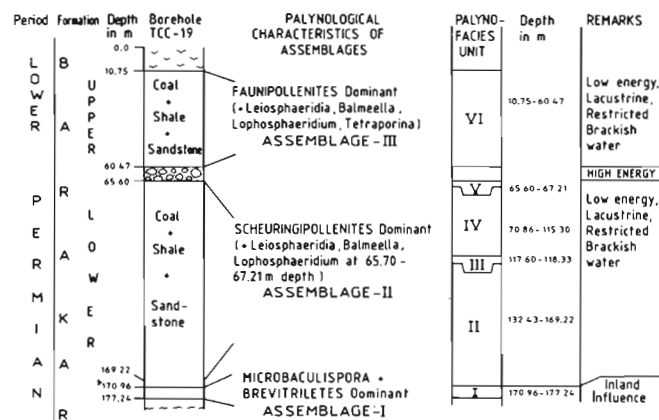 Period Formation Depth in m Borehole TCC-19 PALYNOLOGICAL CHARACTERISTICS OF ASSEMBLAGES PALYNO-FACIES UNIT Depth in m REMARKS
LOWER PERMIAN
BARAKAR
UPPER
LOWER
0.0
10.75
60.47
65.60
169.22
170.96
177.24
Coal
+
Shale
+
Sandstone
Coal
+
Shale
+
Sand-
stone
FAUNIPOLLENITES Dominant
(+ Leiosphaeridia, Balmeella,
Lophosphaeridium, Tetraporina)
ASSEMBLAGE-III
SCHEURINGIPOLLENITES Dominant
(+ Leiosphaeridia, Balmeella,
Lophosphaeridium at 65.70-
67.21 m depth)
ASSEMBLAGE-II
MICROBACULISPORA +
BREVITRILETES Dominant
ASSEMBLAGE-I
VI
V
IV
III
II
I
10.75-60.47
65.60-67.21
70.86-115.30
117.60-118.33
132.43-169.22
170.96-177.24
Low energy,
Lacustrine,
Restricted
Brackish
water
HIGH ENERGY
Low energy,
Lacustrine,
Restricted
Brackish
water
Inland
Influence